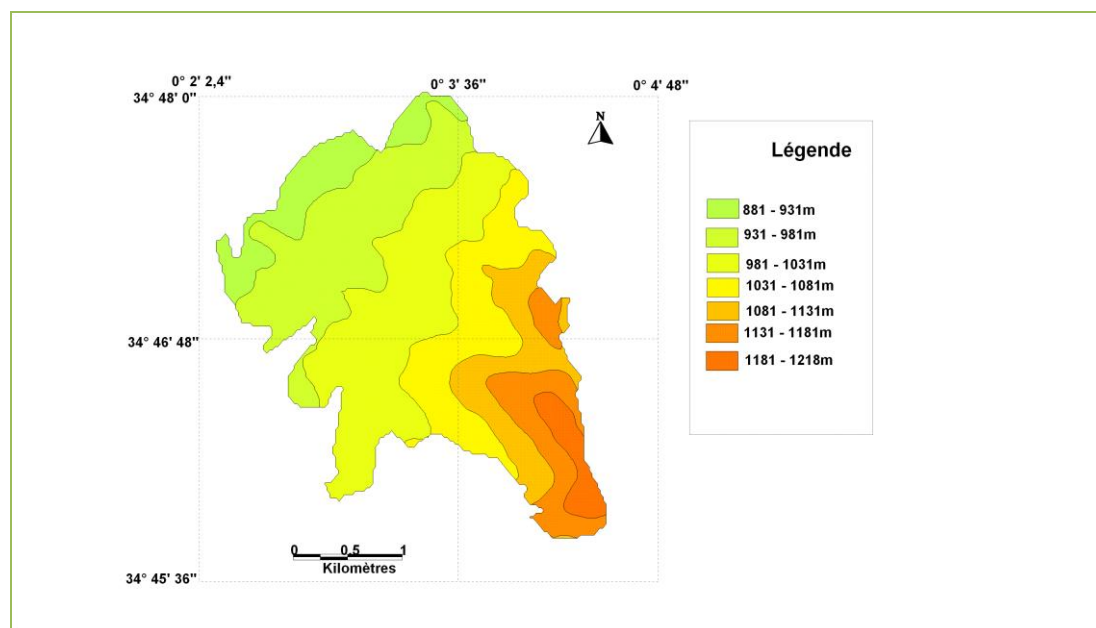 0° 2' 2,4"
0° 3' 36"
0° 4' 48"
34° 48' 0"
N
Légende
881 - 931m
931 - 981m
981 - 1031m
1031 - 1081m
1081 - 1131m
1131 - 1181m
1181 - 1218m
34° 46' 48"
0 0.5 1
Kilomètres
34° 45' 36"